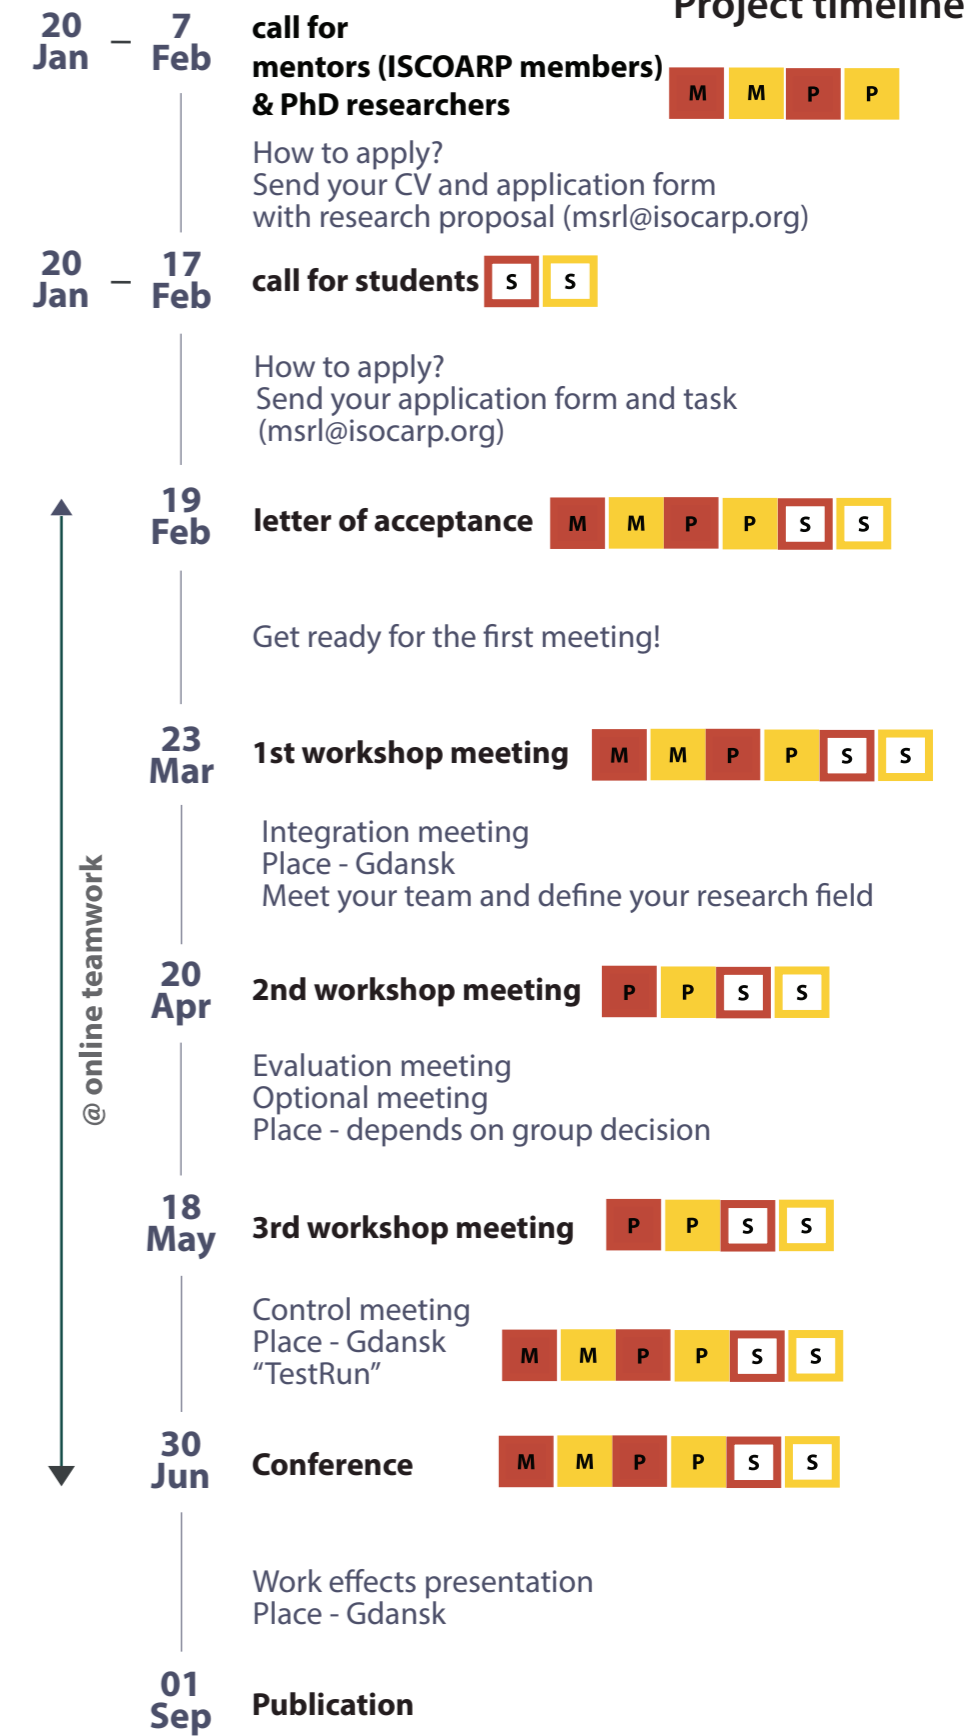 Project timeline
20 Jan – 7 Feb
call for
mentors (ISCOARP members)
& PhD researchers
M M P P
How to apply?
Send your CV and application form
with research proposal (msrl@isocarp.org)
20 Jan – 17 Feb
call for students
S S
How to apply?
Send your application form and task
(msrl@isocarp.org)
19 Feb
letter of acceptance
M M P P S S
Get ready for the first meeting!
23 Mar
1st workshop meeting
M M P P S S
Integration meeting
Place - Gdansk
Meet your team and define your research field
@ online teamwork
20 Apr
2nd workshop meeting
P P S S
Evaluation meeting
Optional meeting
Place - depends on group decision
18 May
3rd workshop meeting
P P S S
Control meeting
Place - Gdansk
“TestRun”
M M P P S S
30 Jun
Conference
M M P P S S
Work effects presentation
Place - Gdansk
01 Sep
Publication